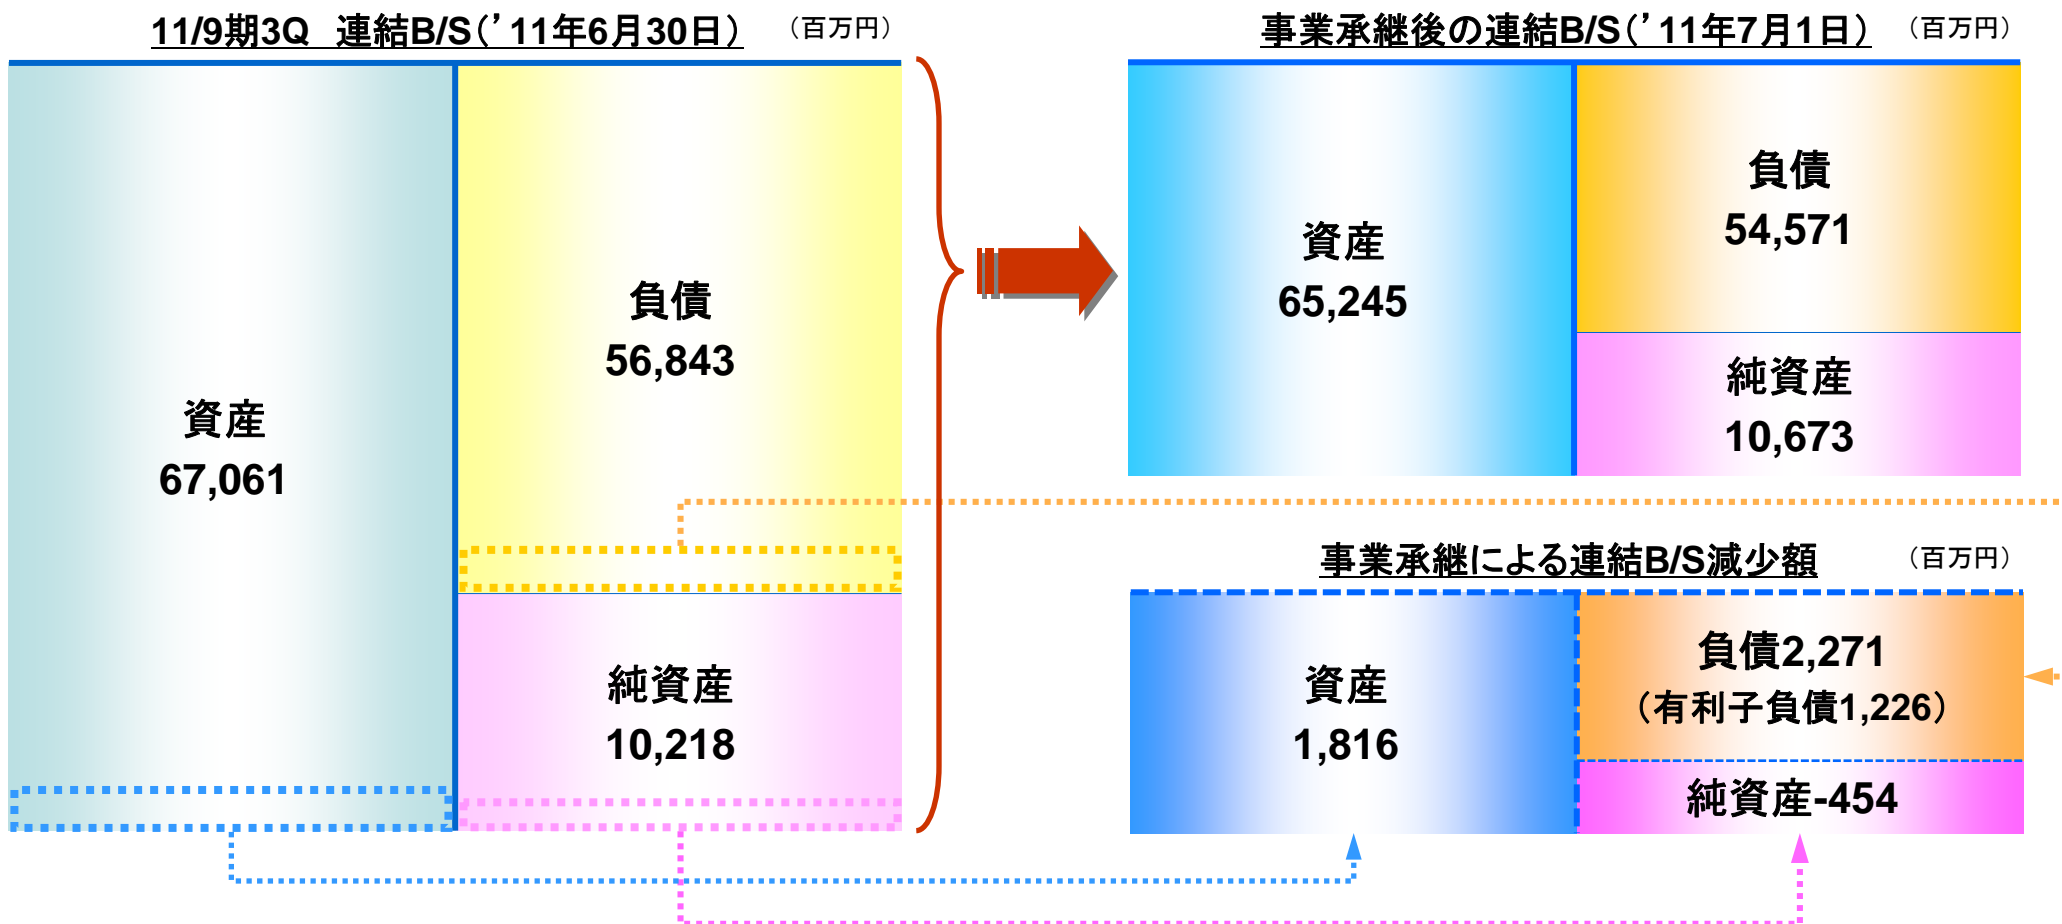 11/9期3Q 連結B/S(’11年6月30日)
(百万円)
資産
67,061
負債
56,843
純資産
10,218
事業承継後の連結B/S(’11年7月1日)
(百万円)
資産
65,245
負債
54,571
純資産
10,673
事業承継による連結B/S減少額
(百万円)
資産
1,816
負債2,271
(有利子負債1,226)
純資産-454